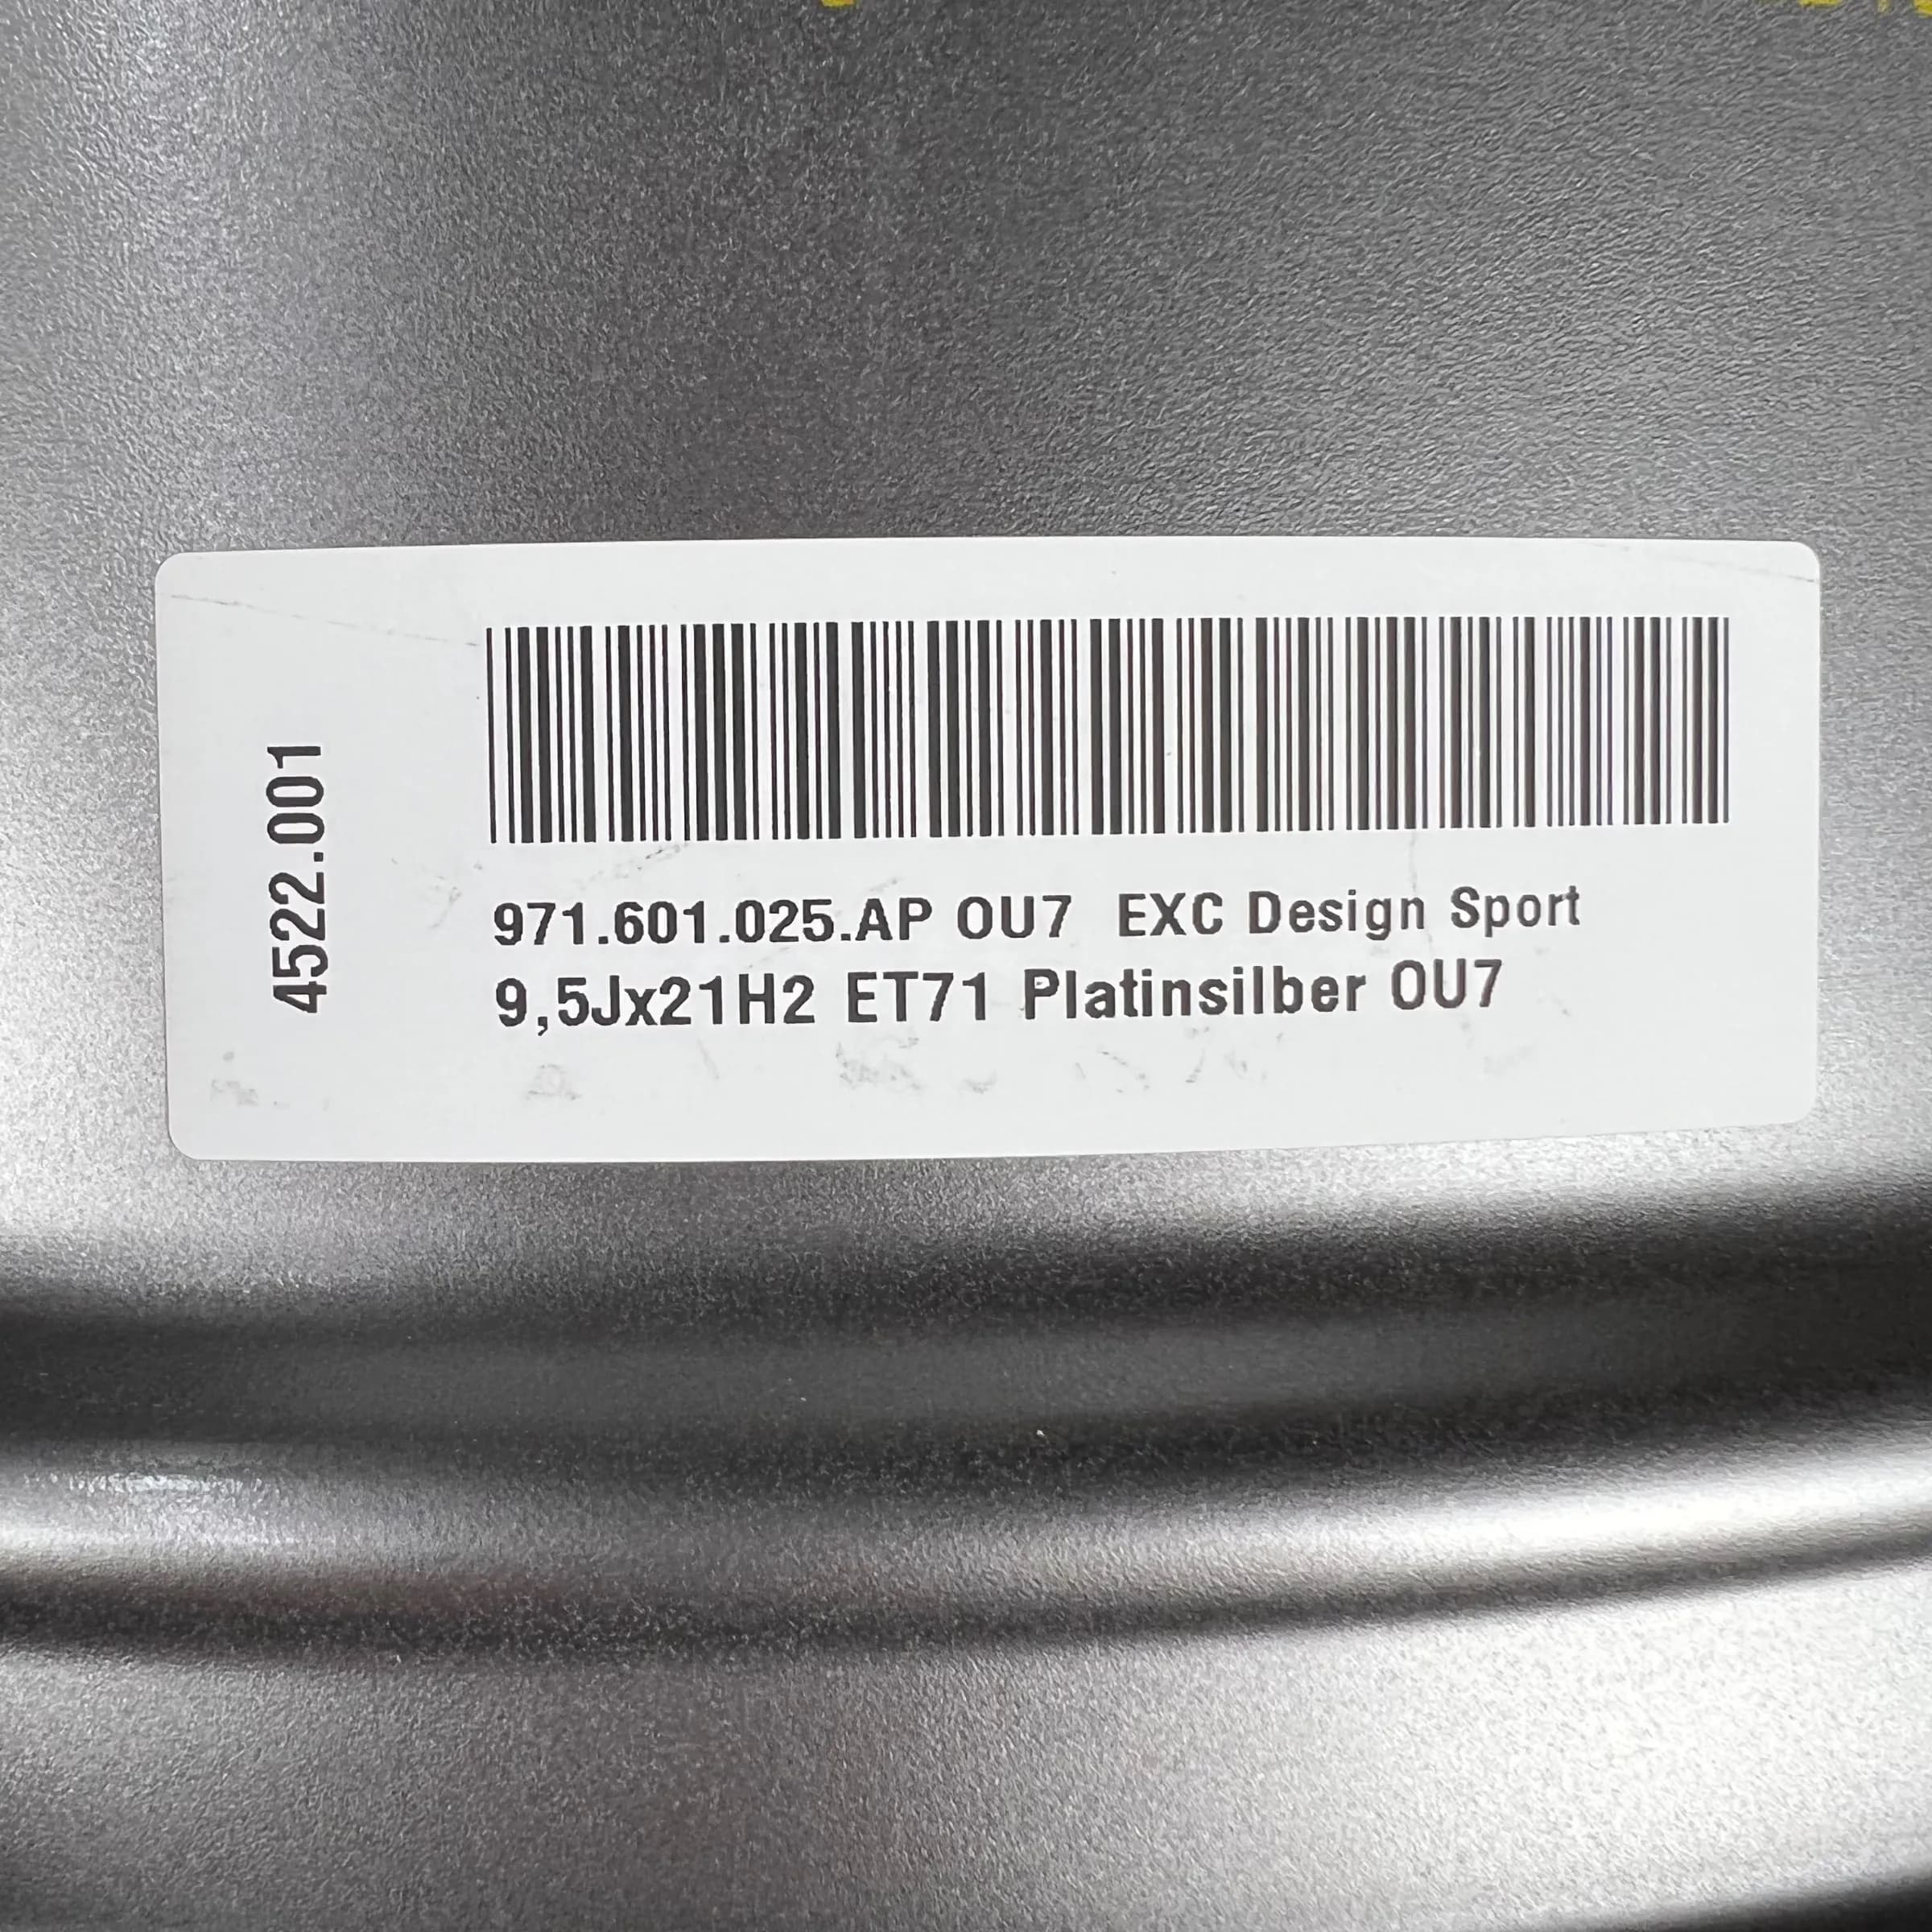 4522.001
971.601.025.AP OU7 EXC Design Sport
9,5Jx21H2 ET71 Platinsilber OU7